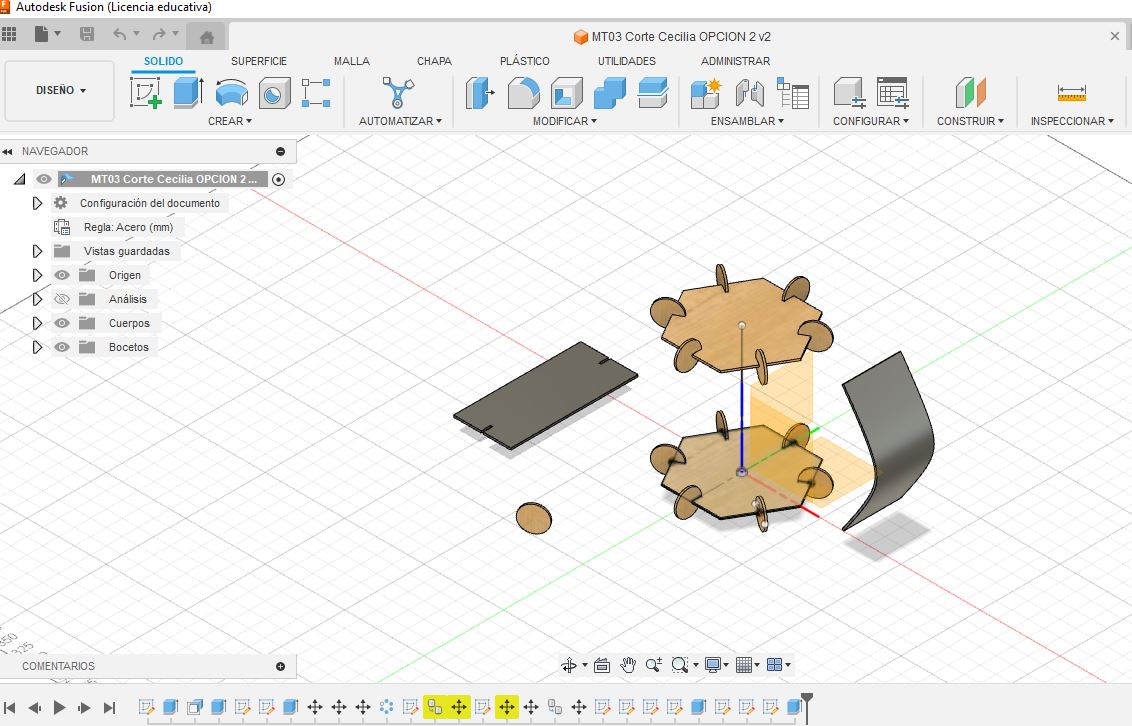 Autodesk Fusion (Licencia educativa)
MT03 Corte Cecilia OPCION 2 v2
SOLIDO SUPERFICIE MALLA CHAPA PLÁSTICO UTILIDADES ADMINISTRAR
DISEÑO
CREAR AUTOMATIZAR MODIFICAR ENSAMBLAR CONFIGURAR CONSTRUIR INSPECCIONAR
NAVEGADOR
MT03 Corte Cecilia OPCION 2 ...
Configuración del documento
Regla: Acero (mm)
Vistas guardadas
Origen
Análisis
Cuerpos
Bocetos
COMENTARIOS